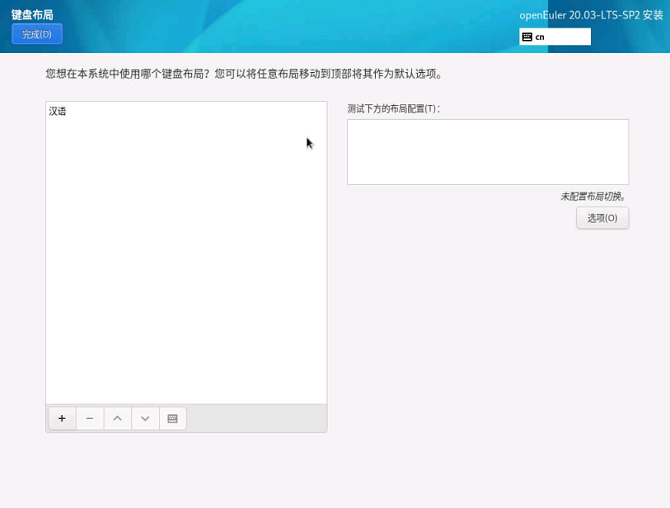 键盘布局
openEuler 20.03-LTS-SP2 安装
完成(D)
cn
您想在本系统中使用哪个键盘布局？您可以将任意布局移动到顶部将其作为默认选项。
汉语
测试下方的布局配置(T)：
未配置布局切换。
选项(O)